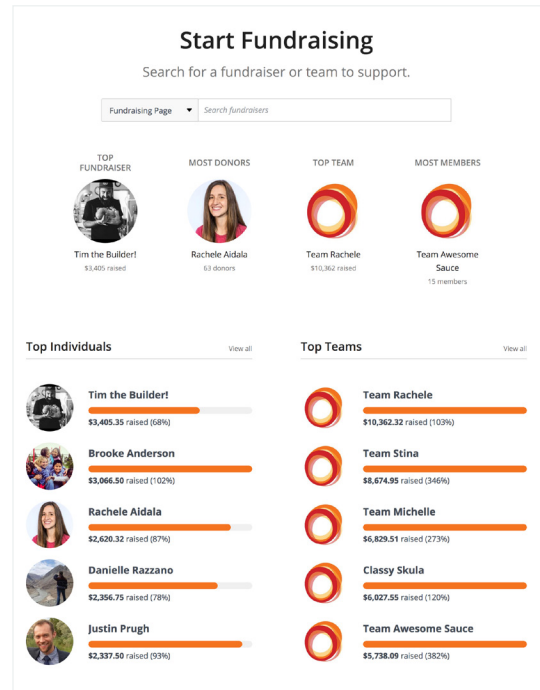 Start Fundraising
Search for a fundraiser or team to support.
Fundraising Page
Search fundraisers
TOP
FUNDRAISER
Tim the Builder!
$3,405 raised
MOST DONORS
Rachele Aidala
63 donors
TOP TEAM
Team Rachele
$10,362 raised
MOST MEMBERS
Team Awesome
Sauce
15 members
Top Individuals
View all
Tim the Builder!
$3,405.35 raised (68%)
Brooke Anderson
$3,066.50 raised (102%)
Rachele Aidala
$2,620.32 raised (87%)
Danielle Razzano
$2,356.75 raised (78%)
Justin Prugh
$2,337.50 raised (93%)
Top Teams
View all
Team Rachele
$10,362.32 raised (103%)
Team Stina
$8,674.95 raised (346%)
Team Michelle
$6,829.51 raised (273%)
Classy Skula
$6,027.55 raised (120%)
Team Awesome Sauce
$5,738.09 raised (382%)